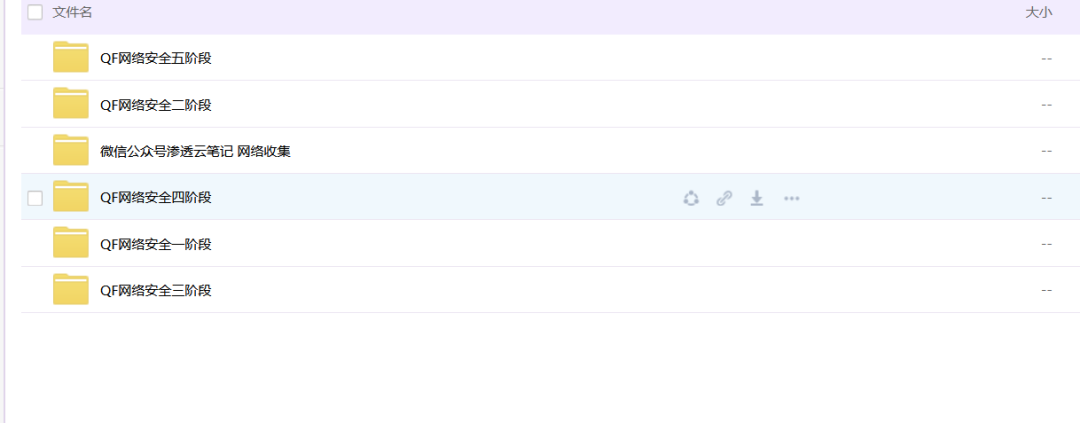 文件名 大小
QF网络安全五阶段 --
QF网络安全二阶段 --
微信公众号渗透云笔记 网络收集 --
QF网络安全四阶段 --
QF网络安全一阶段 --
QF网络安全三阶段 --